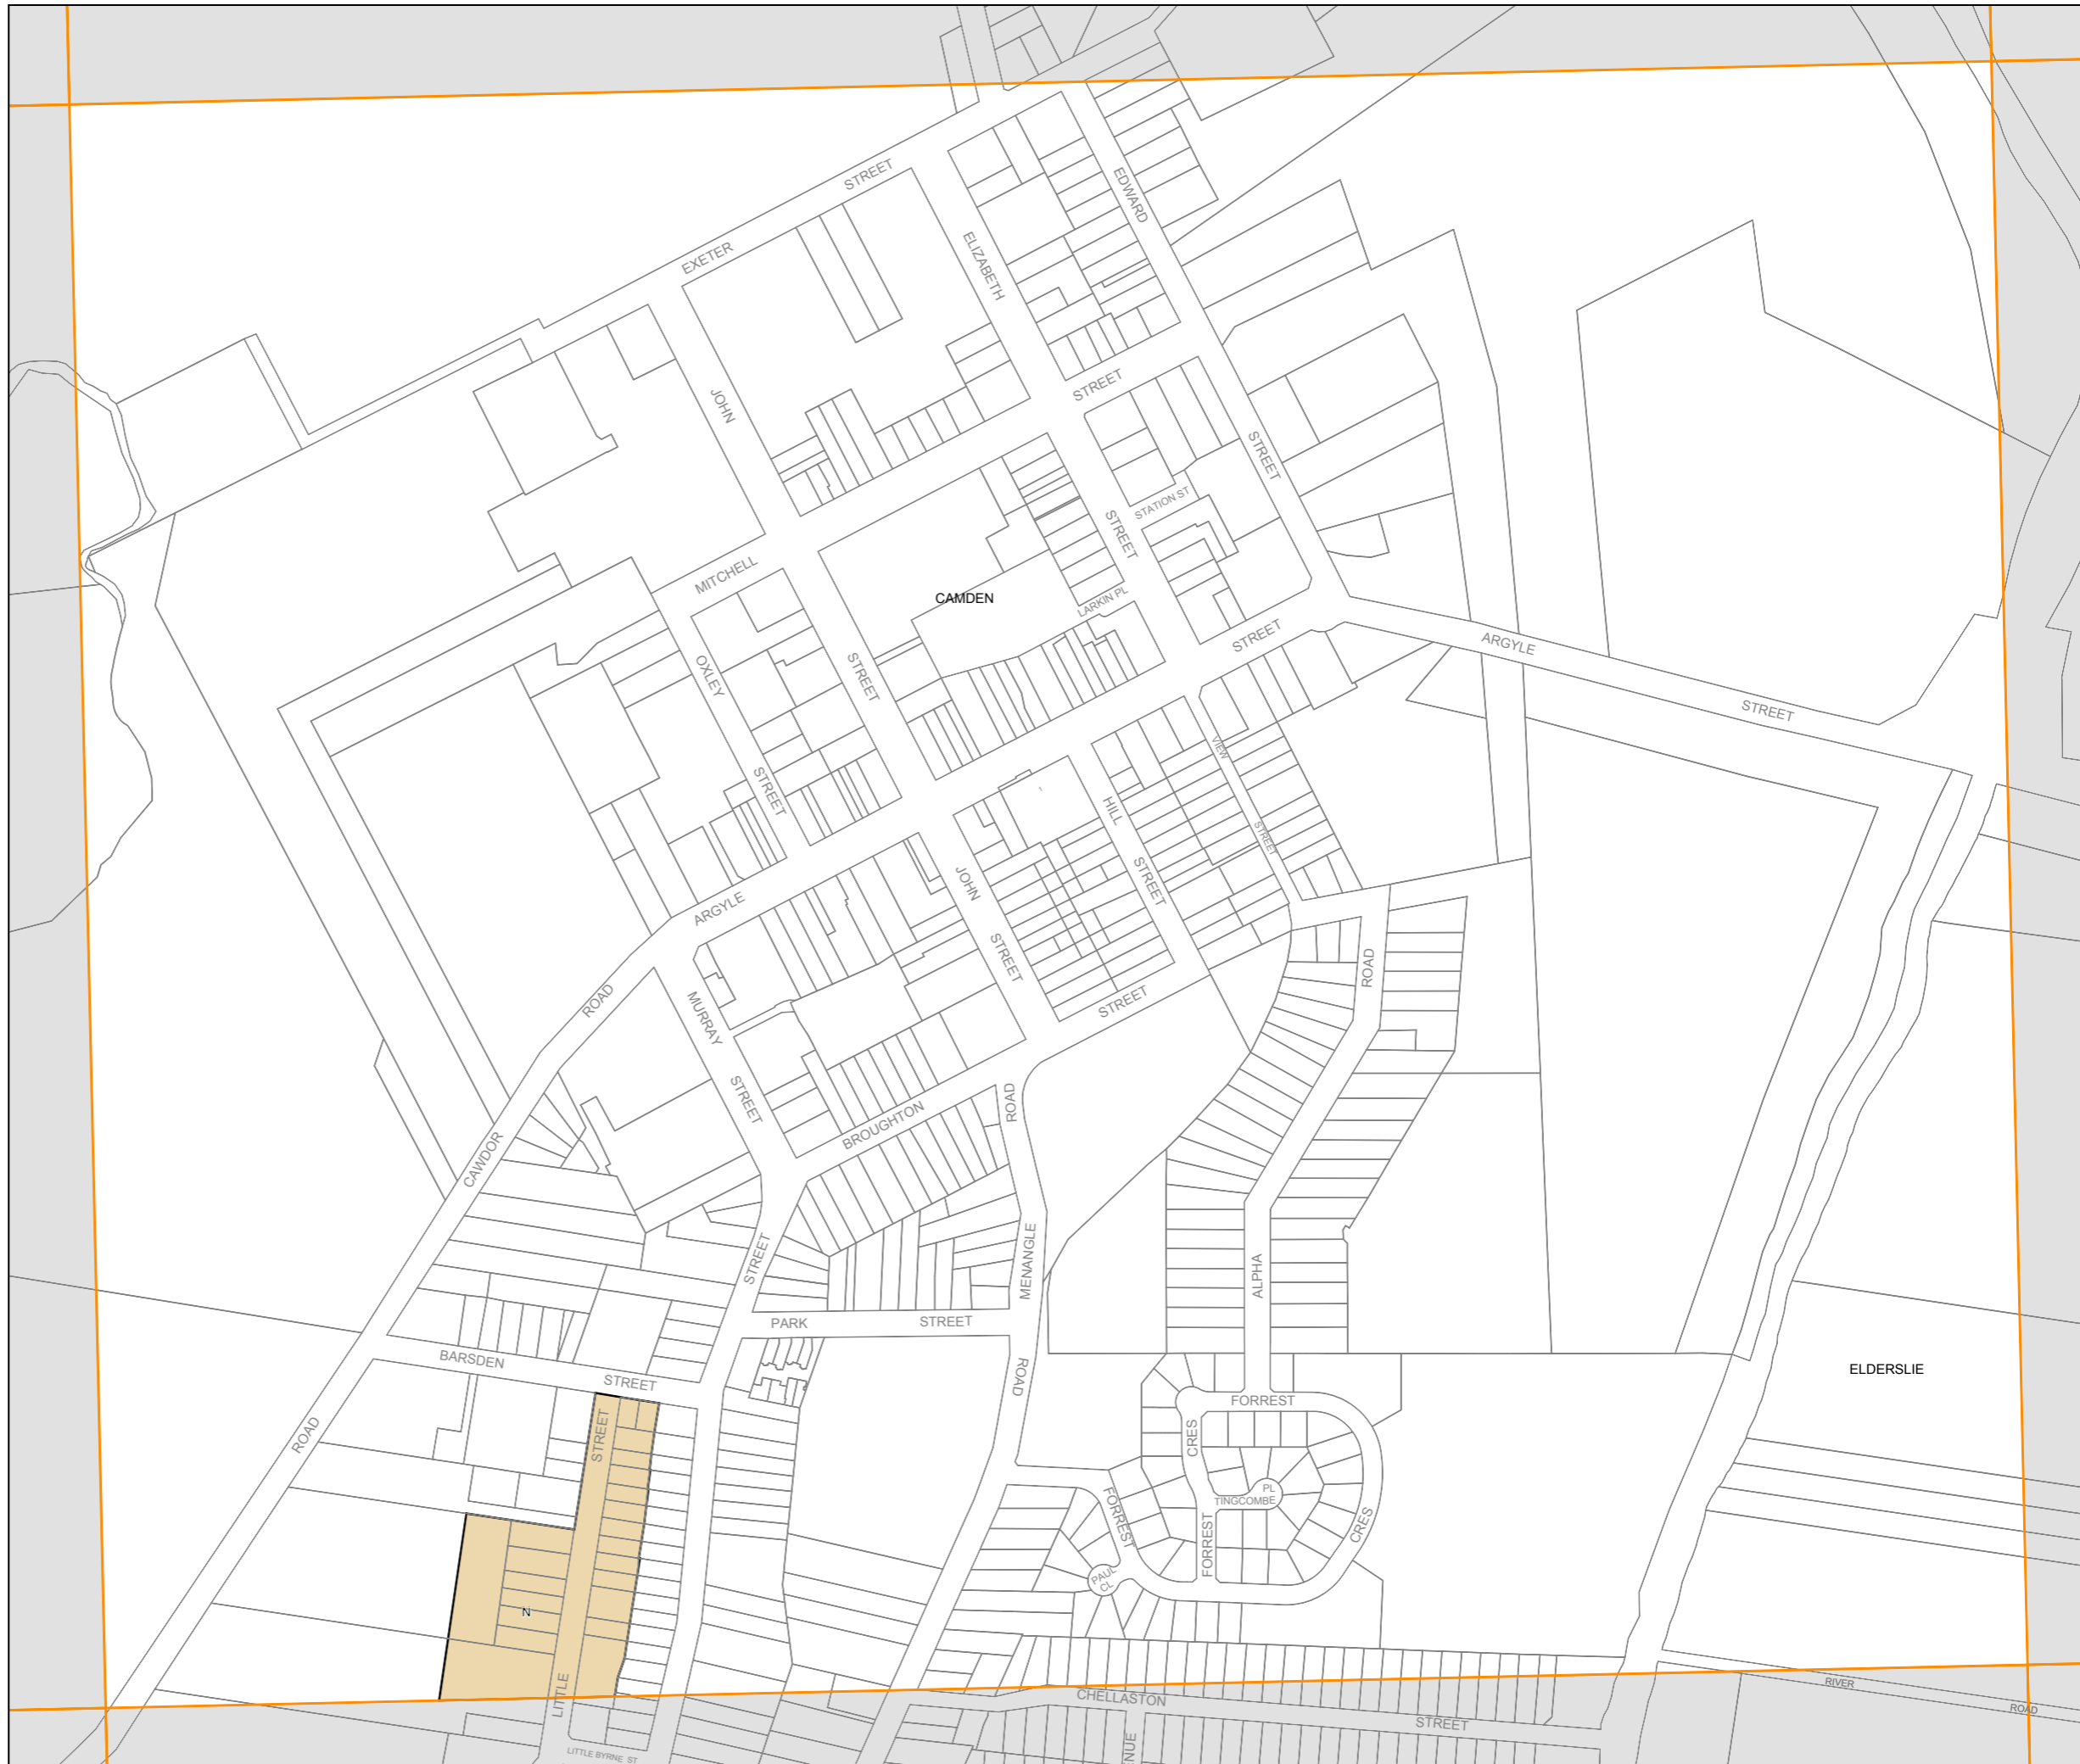 STREET
EDWARD
EXETER
ELIZABETH
STREET
JOHN
STREET
STATION ST
STREET
MITCHELL
CAMDEN
LARKIN PL
STREET
ARGYLE
OXLEY
STREET
STREET
VIEW
STREET
HILL
STREET
STREET
JOHN
ARGYLE
STREET
ROAD
ROAD
MURRAY
STREET
STREET
ROAD
BROUGHTON
CAWDOR
STREET
MENANGLE
ALPHA
PARK STREET
BARSDEN
STREET
ROAD
ELDERSLIE
FORREST
STREET
ROAD
CRES
PL
TINGCOMBE
FORREST
CRES
FORREST
PAUL
CL
N
LITTLE
CHELLASTON
RIVER
ROAD
STREET
NUE
LITTLE BYRNE ST